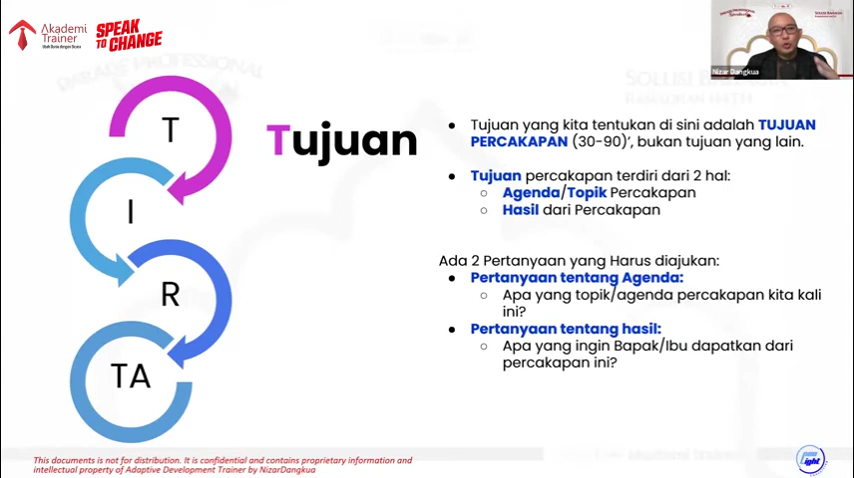 Akademi
Trainer
Ubah Dunia dengan Bicara
SPEAK
TO CHANGE
Nizar Dangkua
T
I
R
TA
Tujuan
● Tujuan yang kita tentukan di sini adalah TUJUAN
PERCAKAPAN (30-90)', bukan tujuan yang lain.
● Tujuan percakapan terdiri dari 2 hal:
○ Agenda/Topik Percakapan
○ Hasil dari Percakapan
Ada 2 Pertanyaan yang Harus diajukan:
● Pertanyaan tentang Agenda:
○ Apa yang topik/agenda percakapan kita kali
ini?
● Pertanyaan tentang hasil:
○ Apa yang ingin Bapak/Ibu dapatkan dari
percakapan ini?
This documents is not for distribution. It is confidential and contains proprietary information and
intellectual property of Adaptive Development Trainer by NizarDangkua